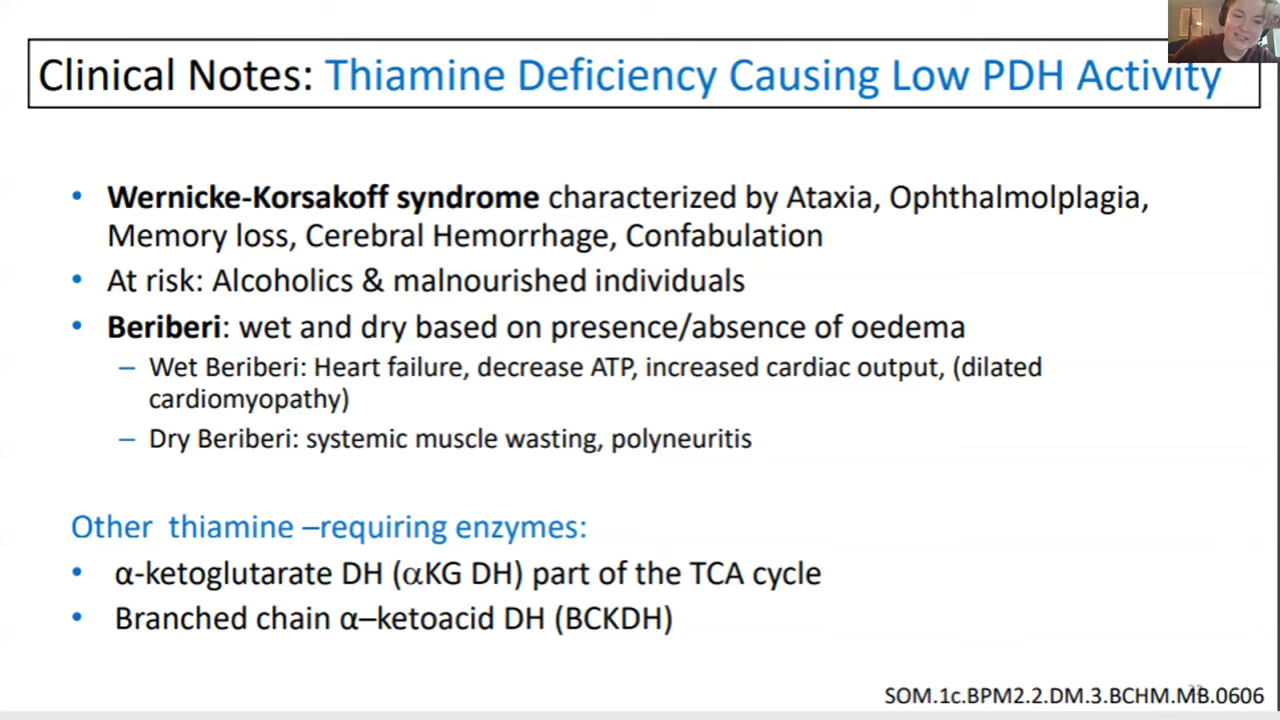 Clinical Notes: Thiamine Deficiency Causing Low PDH Activity
• Wernicke-Korsakoff syndrome characterized by Ataxia, Ophthalmolplagia,
Memory loss, Cerebral Hemorrhage, Confabulation
• At risk: Alcoholics & malnourished individuals
• Beriberi: wet and dry based on presence/absence of oedema
– Wet Beriberi: Heart failure, decrease ATP, increased cardiac output, (dilated
cardiomyopathy)
– Dry Beriberi: systemic muscle wasting, polyneuritis
Other thiamine –requiring enzymes:
• α-ketoglutarate DH (αKG DH) part of the TCA cycle
• Branched chain α–ketoacid DH (BCKDH)
SOM.1c.BPM2.2.DM.3.BCHM.MB.0606